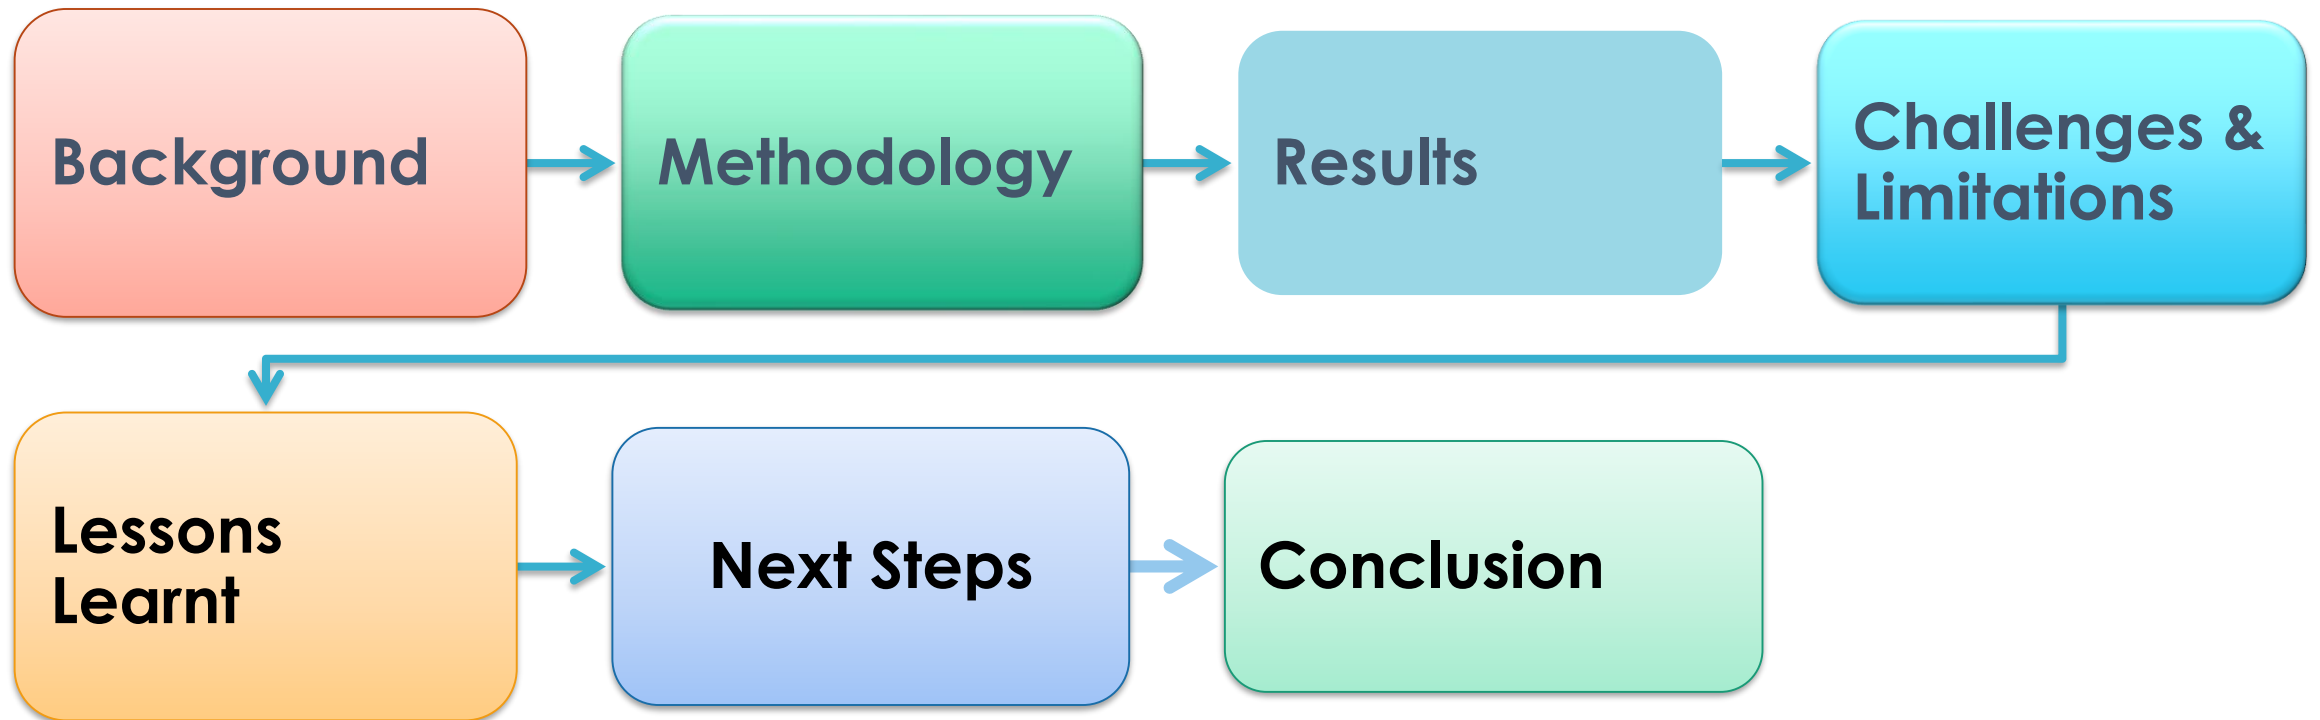 Background
Methodology
Results
Challenges &
Limitations
Lessons
Learnt
Next Steps
Conclusion